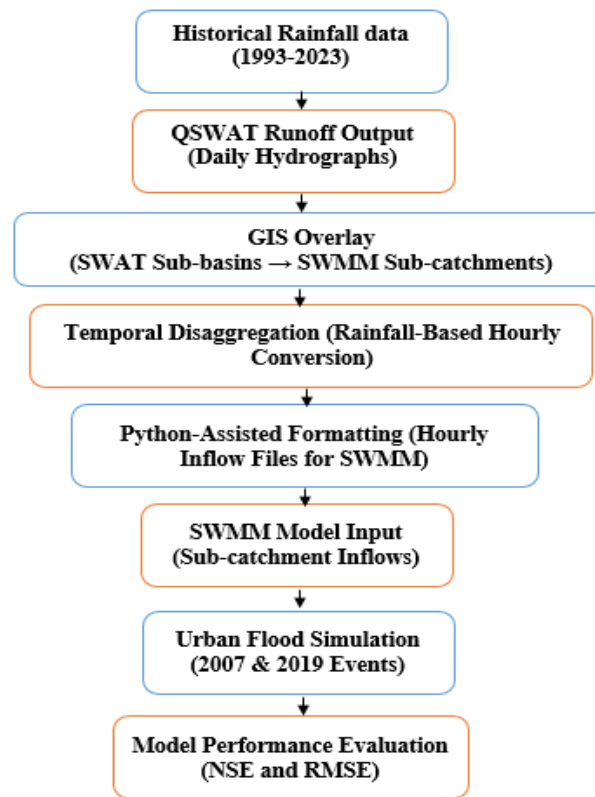 Historical Rainfall data
(1993-2023)
QSWAT Runoff Output
(Daily Hydrographs)
GIS Overlay
(SWAT Sub-basins → SWMM Sub-catchments)
Temporal Disaggregation (Rainfall-Based Hourly
Conversion)
Python-Assisted Formatting (Hourly
Inflow Files for SWMM)
SWMM Model Input
(Sub-catchment Inflows)
Urban Flood Simulation
(2007 & 2019 Events)
Model Performance Evaluation
(NSE and RMSE)